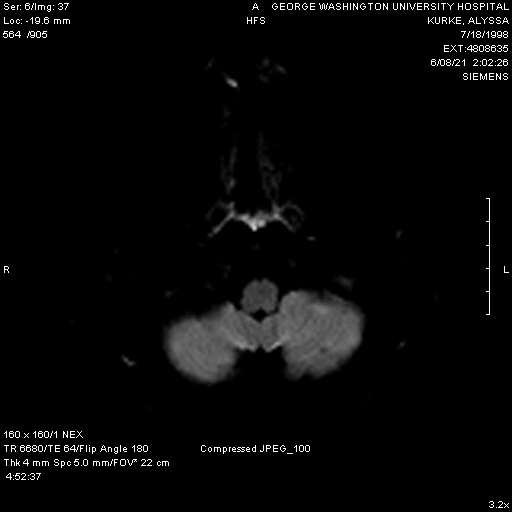 Ser: 6/Img: 37
Loc: -19.6 mm
564 /905
A
HFS
GEORGE WASHINGTON UNIVERSITY HOSPITAL
KURKE, ALYSSA
7/18/1998
EXT:4808635
6/08/21 2:02:26
SIEMENS
R
L
160 x 160/1 NEX
TR 6680/TE 64/Flip Angle 180
Thk 4 mm Spc 5.0 mm/FOV* 22 cm
4:52:37
Compressed JPEG_100
3.2x